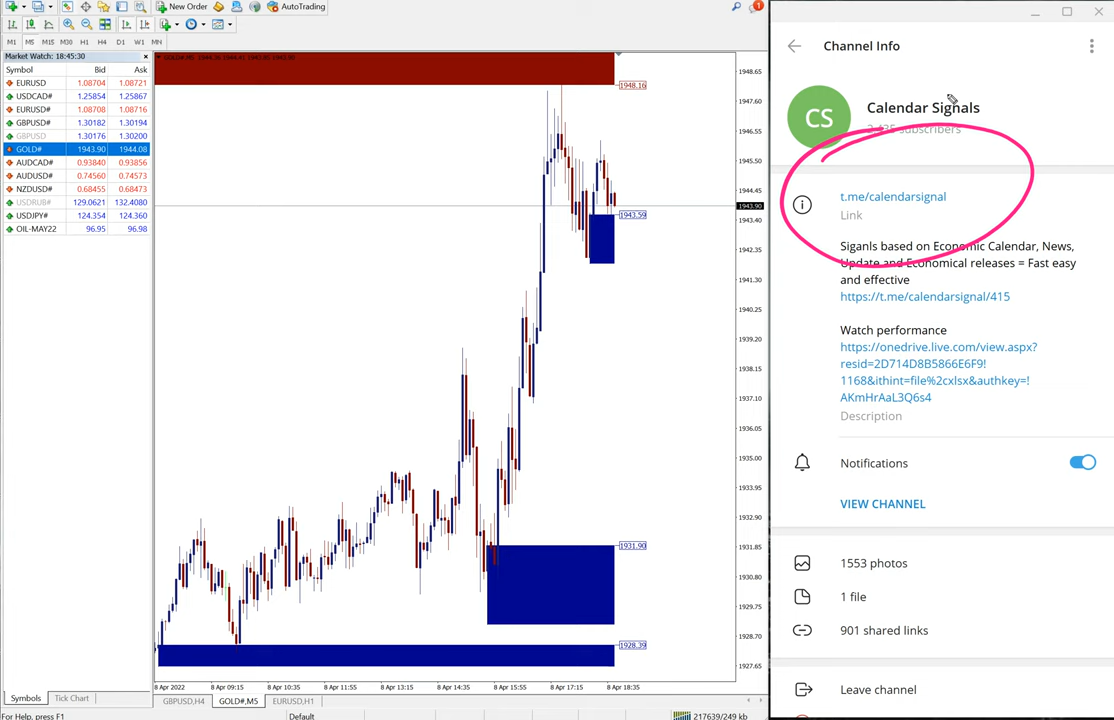 New Order
AutoTrading
1
M1 M5 M15 M30 H1 H4 D1 W1 MN
Market Watch: 18:45:30
Symbol Bid Ask
EURUSD 1.08704 1.08721
USDCAD# 1.25854 1.25867
EURUSD# 1.08708 1.08716
GBPUSD# 1.30182 1.30194
GBPUSD 1.30176 1.30200
GOLD# 1943.90 1944.08
AUDCAD# 0.93840 0.93856
AUDUSD# 0.74560 0.74573
NZDUSD# 0.68455 0.68473
USDRUB# 129.0621 132.4080
USDJPY# 124.354 124.360
OIL-MAY22 96.95 96.98
Symbols Tick Chart
1948.16
1943.59
1931.90
1928.39
1948.65
1947.60
1946.55
1945.50
1944.45
1943.90
1943.40
1942.35
1941.30
1940.25
1939.20
1938.15
1937.10
1936.05
1935.00
1933.95
1932.90
1931.85
1930.80
1929.75
1928.70
1927.65
8 Apr 2022 8 Apr 09:15 8 Apr 10:35 8 Apr 11:55 8 Apr 13:15 8 Apr 14:35 8 Apr 15:55 8 Apr 17:15 8 Apr 18:35
GBPUSD,H4 GOLD#,M5 EURUSD,H1
For Help, press F1 Default 217639/249 kb
Channel Info
CS
Calendar Signals
subscribers
t.me/calendarsignal
Link
Siganls based on Economic Calendar, News,
Update and Economical releases = Fast easy
and effective
https://t.me/calendarsignal/415
Watch performance
https://onedrive.live.com/view.aspx?
resid=2D714D8B5866E6F9!
1168&ithint=file%2cxlsx&authkey=!
AKmHrAaL3Q6s4
Description
Notifications
VIEW CHANNEL
1553 photos
1 file
901 shared links
Leave channel